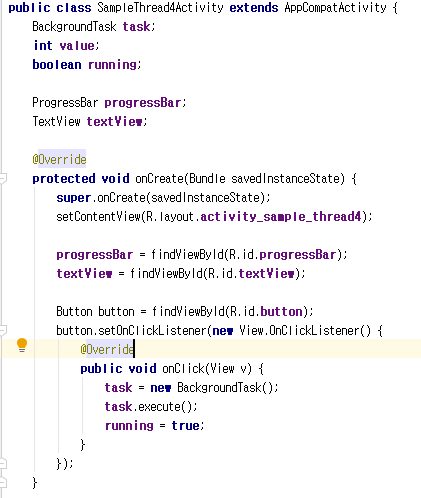 public class SampleThread4Activity extends AppCompatActivity {
BackgroundTask task;
int value;
boolean running;
ProgressBar progressBar;
TextView textView;
@Override
protected void onCreate(Bundle savedInstanceState) {
super.onCreate(savedInstanceState);
setContentView(R.layout.activity_sample_thread4);
progressBar = findViewById(R.id.progressBar);
textView = findViewById(R.id.textView);
Button button = findViewById(R.id.button);
button.setOnClickListener(new View.OnClickListener() {
@Override
public void onClick(View v) {
task = new BackgroundTask();
task.execute();
running = true;
}
});
}